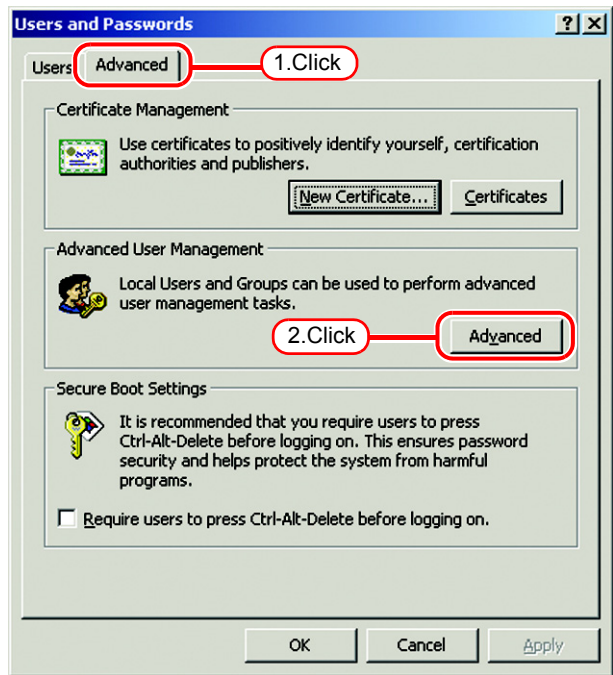 Users and Passwords
Users
Advanced
1.Click
Certificate Management
Use certificates to positively identify yourself, certification
authorities and publishers.
New Certificate...
Certificates
Advanced User Management
Local Users and Groups can be used to perform advanced
user management tasks.
2.Click
Advanced
Secure Boot Settings
It is recommended that you require users to press
Ctrl-Alt-Delete before logging on. This ensures password
security and helps protect the system from harmful
programs.
Require users to press Ctrl-Alt-Delete before logging on.
OK
Cancel
Apply